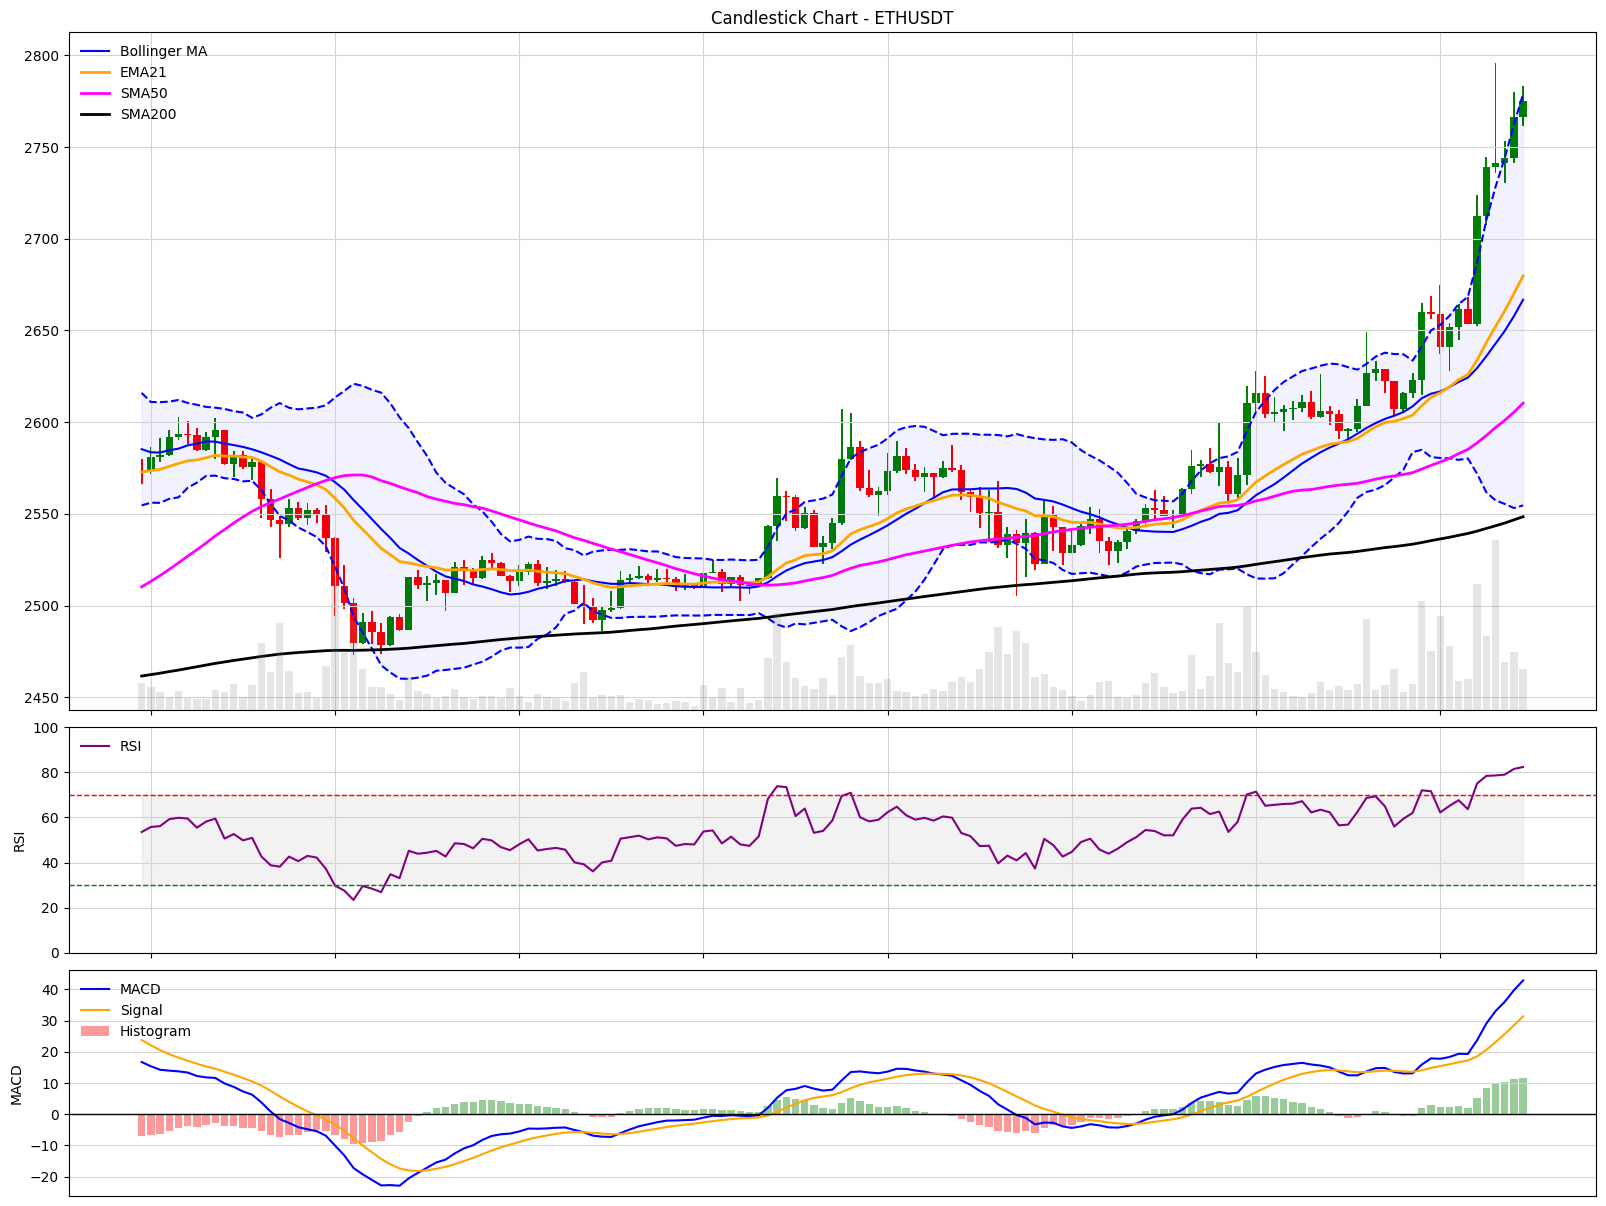 Candlestick Chart - ETHUSDT
Bollinger MA
EMA21
SMA50
SMA200
2800
2750
2700
2650
2600
2550
2500
2450
RSI
RSI
100
80
60
40
20
0
MACD
Signal
Histogram
MACD
40
30
20
10
0
−10
−20